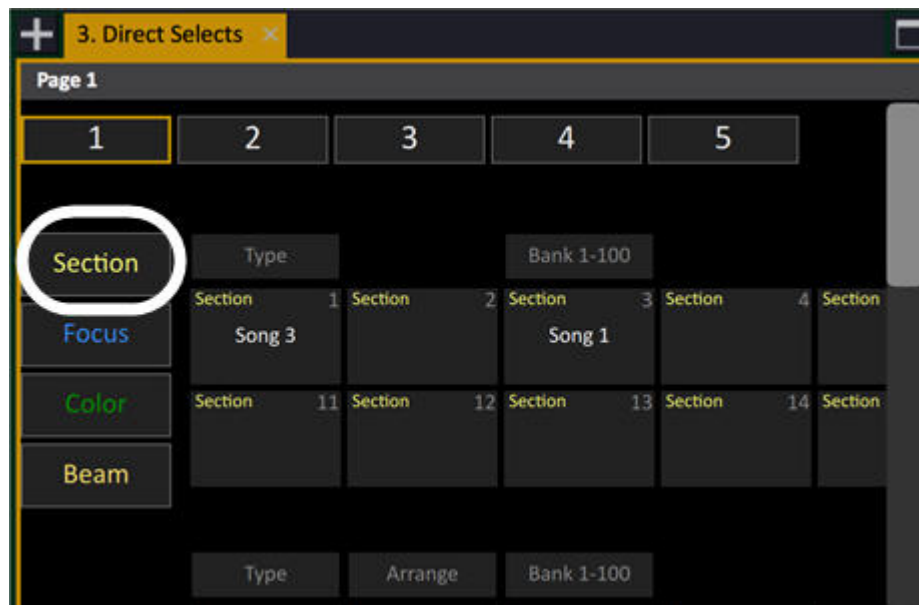 3. Direct Selects ×
Page 1
1 2 3 4 5
Section Type Bank 1-100
Section 1 Section 2 Section 3 Section 4 Section
Focus Song 3 Song 1
Color Section 11 Section 12 Section 13 Section 14 Section
Beam
Type Arrange Bank 1-100